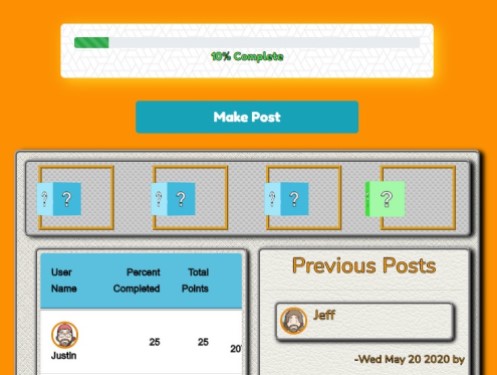 10% Complete
Make Post
? ? ? ? ? ? ? ?
User Name Percent Completed Total Points
Justin 25 25 20
Previous Posts
Jeff
-Wed May 20 2020 by